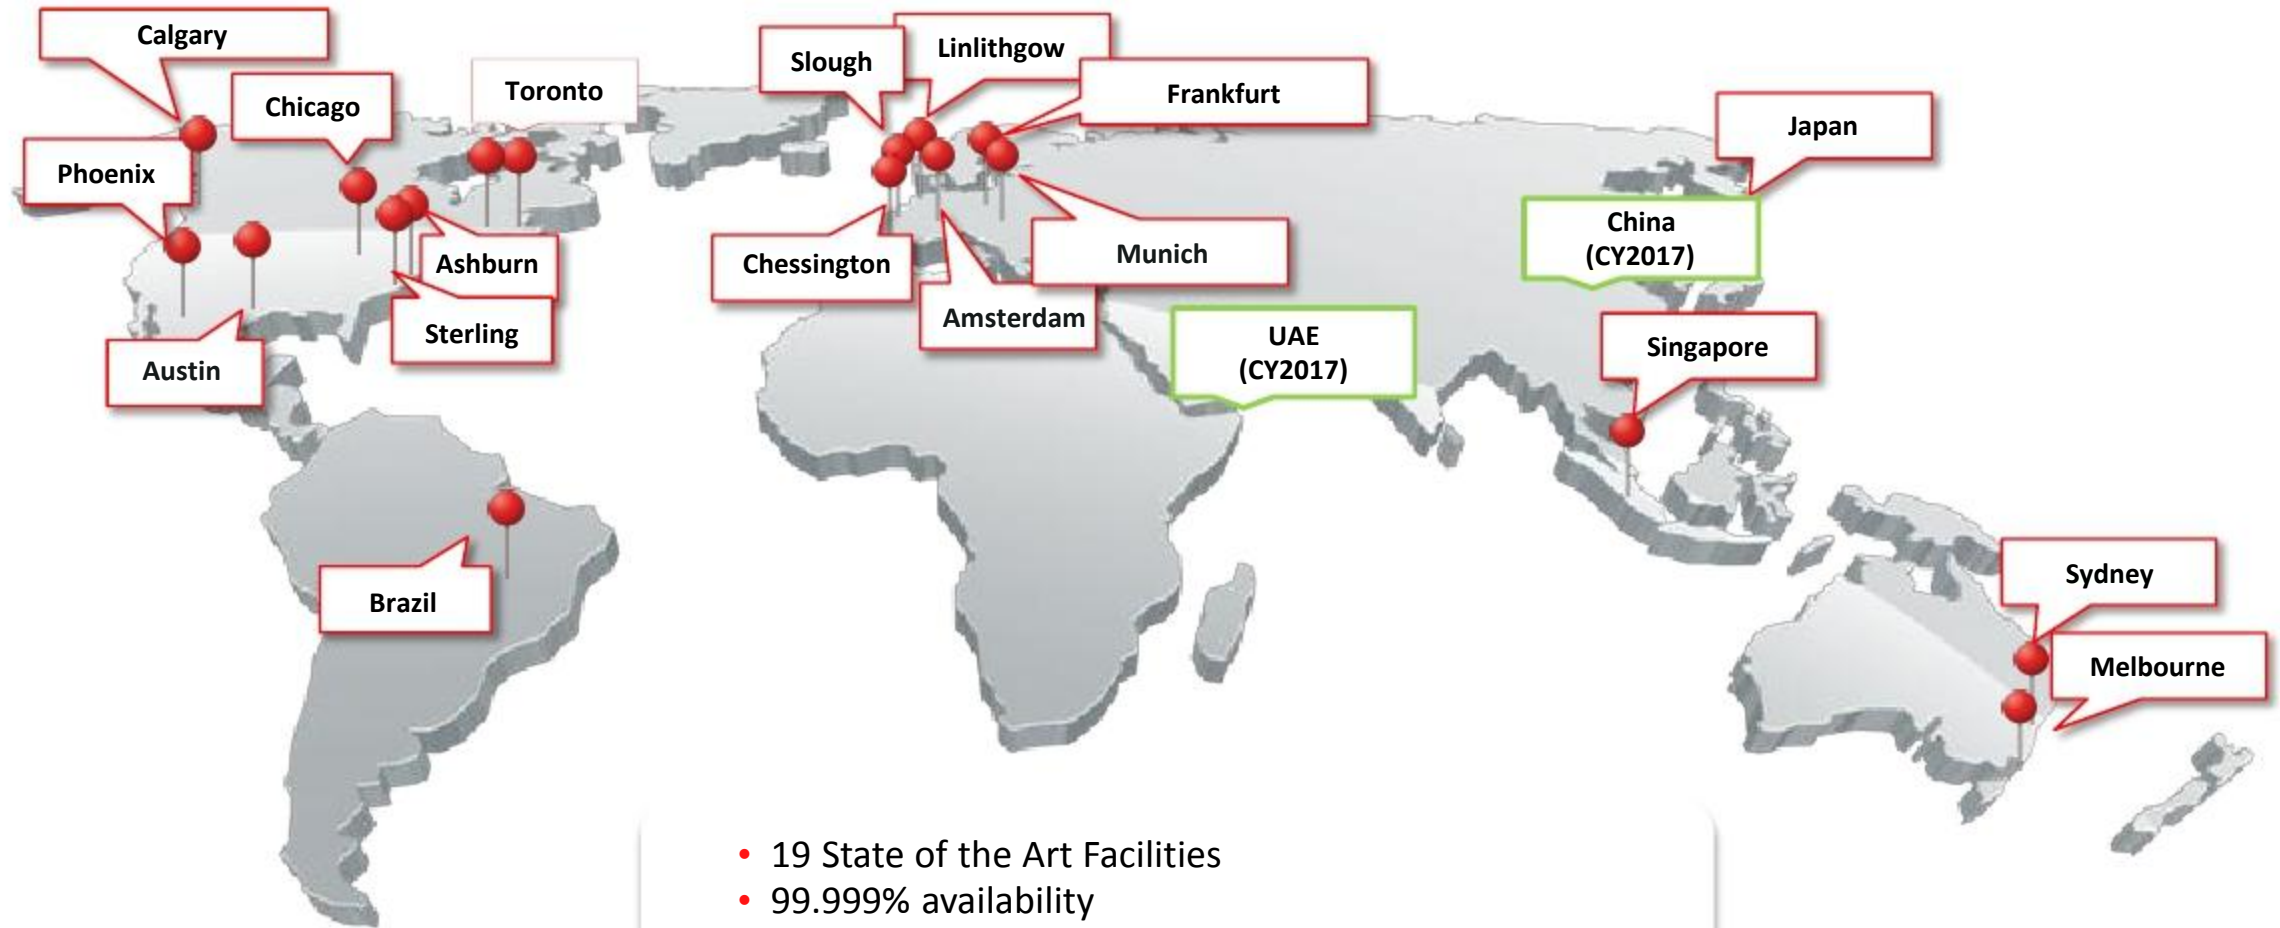 Calgary
Chicago
Toronto
Phoenix
Ashburn
Sterling
Austin
Brazil
Slough
Linlithgow
Frankfurt
Chessington
Amsterdam
Munich
UAE
(CY2017)
China
(CY2017)
Japan
Singapore
Sydney
Melbourne
• 19 State of the Art Facilities
• 99.999% availability